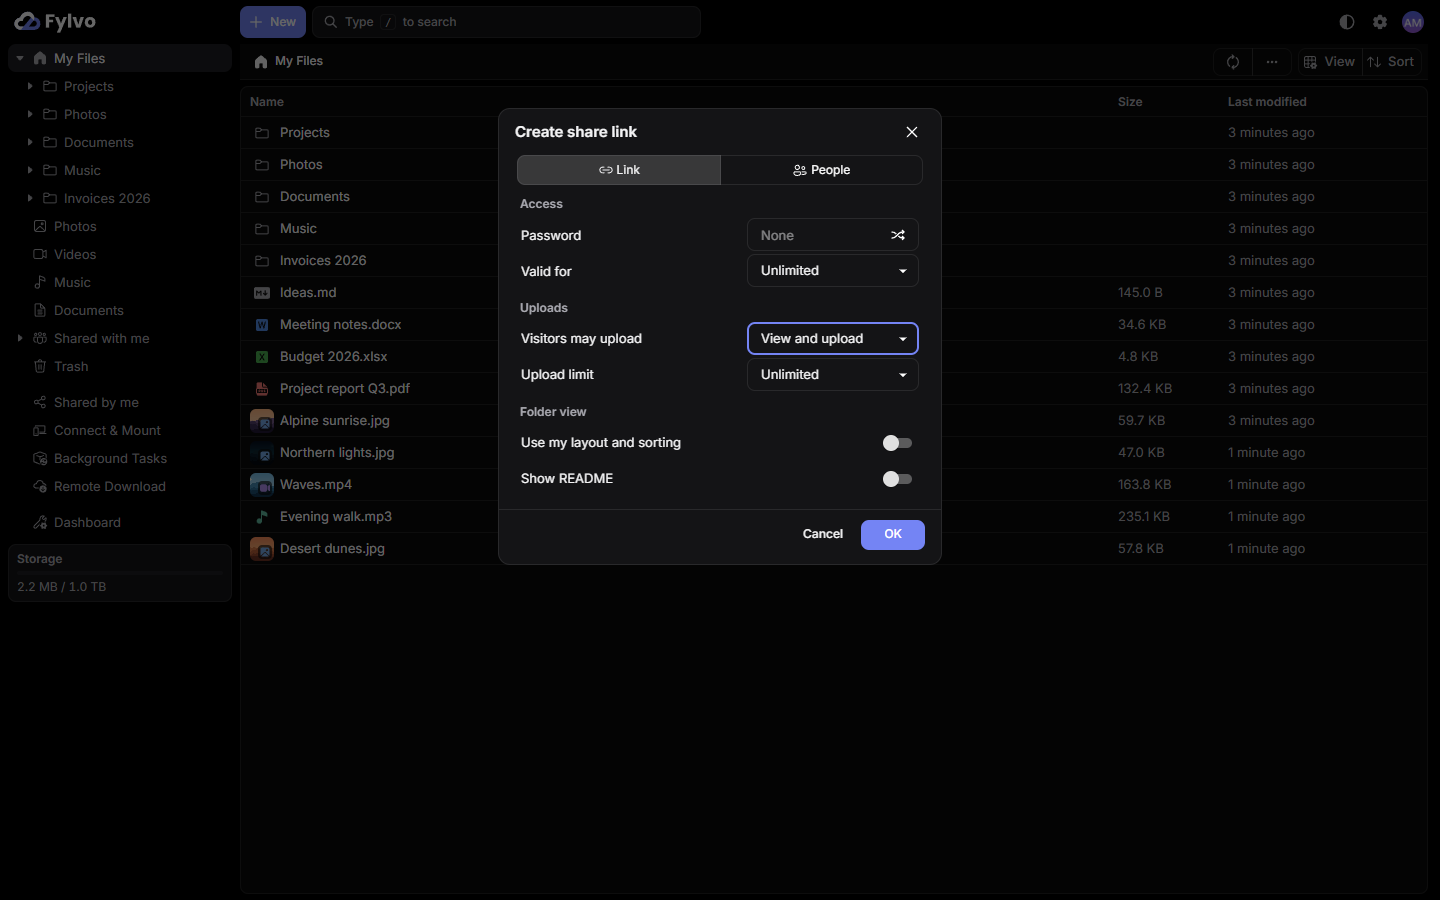 Fylvo
New
Type / to search
AM
My Files
Projects
Photos
Documents
Music
Invoices 2026
Photos
Videos
Music
Documents
Shared with me
Trash
Shared by me
Connect & Mount
Background Tasks
Remote Download
Dashboard
Storage
2.2 MB / 1.0 TB
My Files
View
Sort
Name Size Last modified
Projects 3 minutes ago
Photos 3 minutes ago
Documents 3 minutes ago
Music 3 minutes ago
Invoices 2026 3 minutes ago
Ideas.md 145.0 B 3 minutes ago
Meeting notes.docx 34.6 KB 3 minutes ago
Budget 2026.xlsx 4.8 KB 3 minutes ago
Project report Q3.pdf 132.4 KB 3 minutes ago
Alpine sunrise.jpg 59.7 KB 3 minutes ago
Northern lights.jpg 47.0 KB 1 minute ago
Waves.mp4 163.8 KB 1 minute ago
Evening walk.mp3 235.1 KB 1 minute ago
Desert dunes.jpg 57.8 KB 1 minute ago
Create share link
Link
People
Access
Password None
Valid for Unlimited
Uploads
Visitors may upload View and upload
Upload limit Unlimited
Folder view
Use my layout and sorting
Show README
Cancel
OK